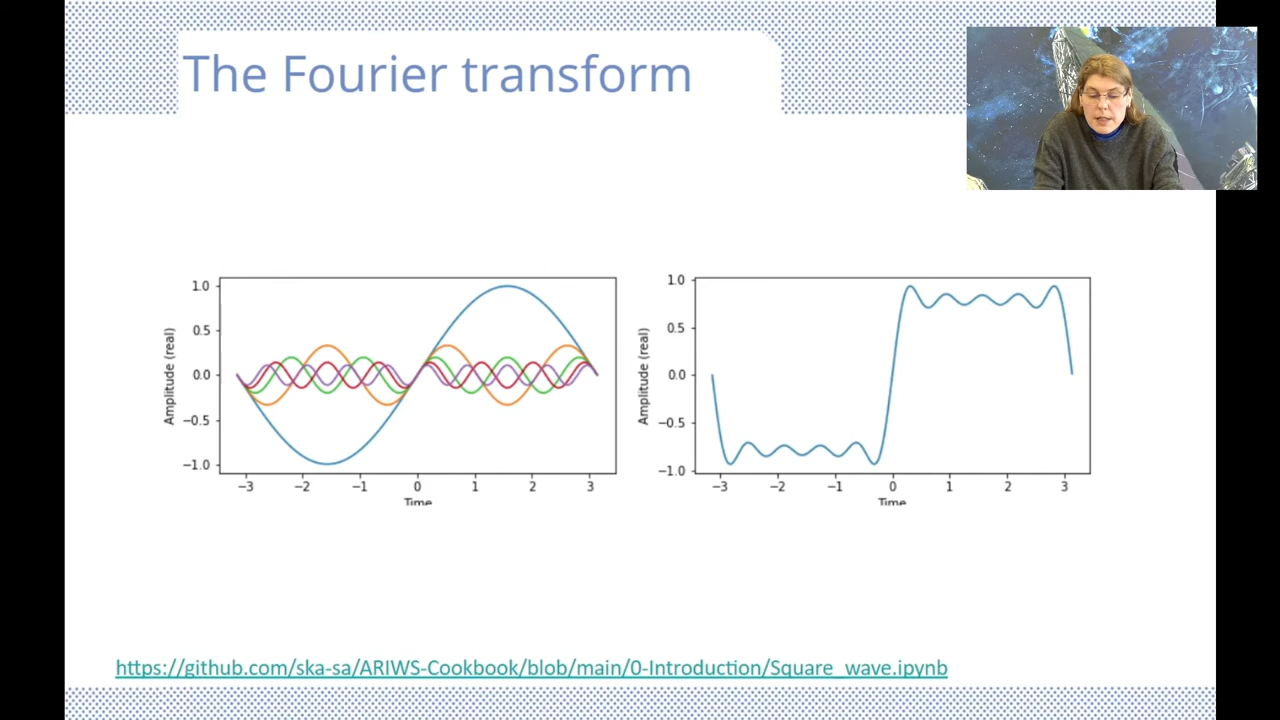 The Fourier transform
1.0
0.5
0.0
−0.5
−1.0
Amplitude (real)
−3 −2 −1 0 1 2 3
Time
1.0
0.5
0.0
−0.5
−1.0
Amplitude (real)
−3 −2 −1 0 1 2 3
Time
https://github.com/ska-sa/ARIWS-Cookbook/blob/main/0-Introduction/Square_wave.ipynb